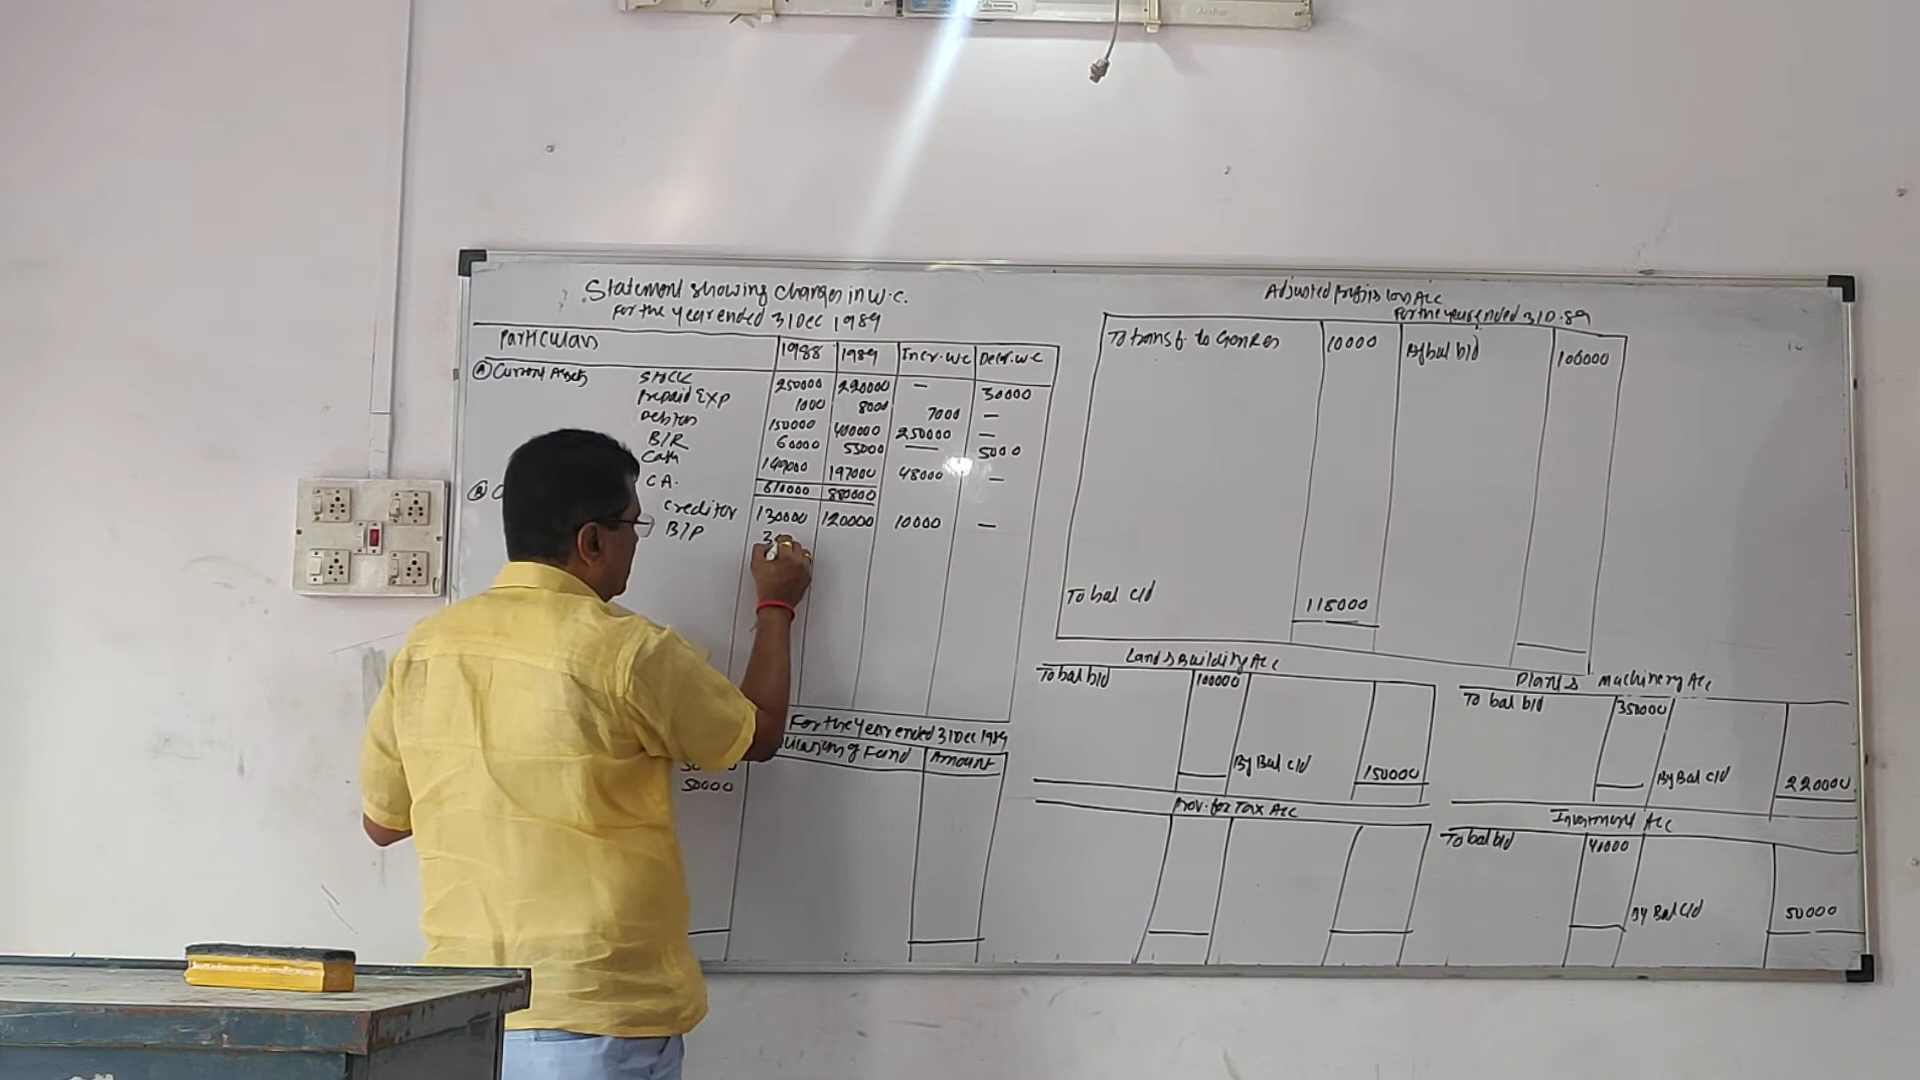 Statement showing changes in W.C.
For the year ended 31 Dec 1989
Particulars 1988 1989 Incr. W.C Decr. W.C
(A) Current Assets Stock 250000 220000 — 30000
Prepaid Exp 1000 8000 7000 —
Debtors 150000 400000 250000 —
B/R 60000 55000 — 5000
Cash 149000 197000 48000 —
C.A. 610000 880000
(B) C
Creditor 130000 120000 10000 —
B/P
For the Year ended 31 Dec 1989
of Fund Amount
50000
Adjusted Profit & Loss Acc
For the year ended 31 D. 89
To transf. to Gen Res 10000 By bal b/d 100000
To bal c/d 118000
Land & Building Acc
To bal b/d 100000
By Bal c/d 150000
Plant & Machinery Acc
To bal b/d 350000
By Bal c/d 220000
Prov. for Tax Acc
Investment Acc
To bal b/d 40000
By Bal c/d 50000